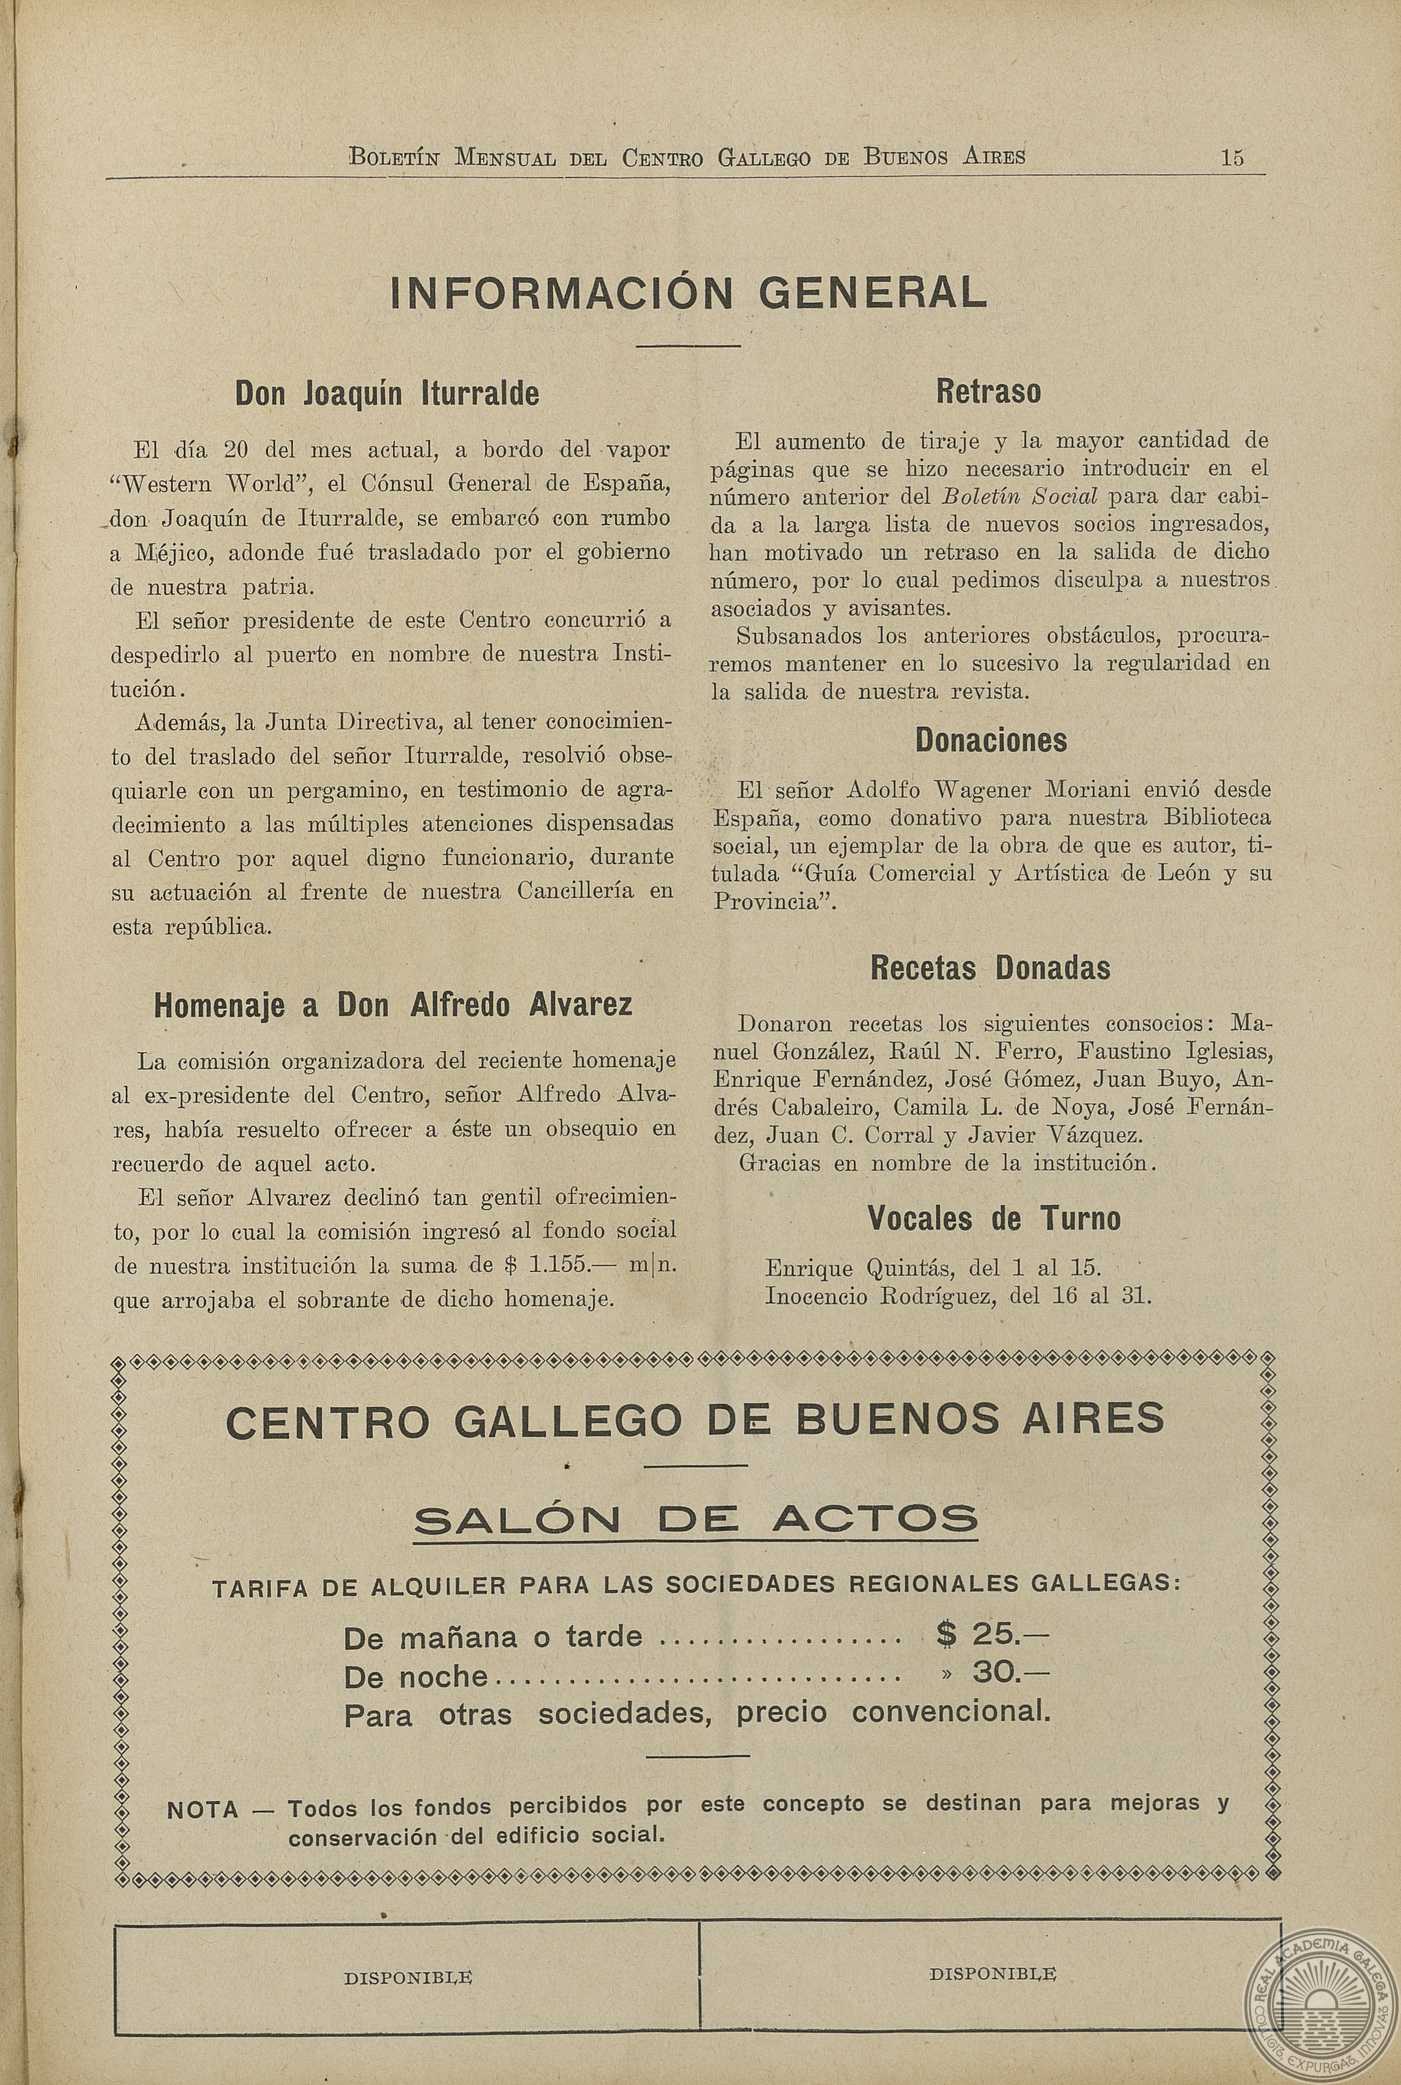 Boletín Mensual del Centro Gallego de Buenos Aires 15
INFORMACIÓN GENERAL
Don Joaquín Iturralde
El día 20 del mes actual, a bordo del vapor
“Western World”, el Cónsul General de España,
don Joaquín de Iturralde, se embarcó con rumbo
a Méjico, adonde fué trasladado por el gobierno
de nuestra patria.
El señor presidente de este Centro concurrió a
despedirlo al puerto en nombre de nuestra Insti-
tución.
Además, la Junta Directiva, al tener conocimien-
to del traslado del señor Iturralde, resolvió obse-
quiarle con un pergamino, en testimonio de agra-
decimiento a las múltiples atenciones dispensadas
al Centro por aquel digno funcionario, durante
su actuación al frente de nuestra Cancillería en
esta república.
Homenaje a Don Alfredo Alvarez
La comisión organizadora del reciente homenaje
al ex-presidente del Centro, señor Alfredo Alva-
res, había resuelto ofrecer a éste un obsequio en
recuerdo de aquel acto.
El señor Alvarez declinó tan gentil ofrecimien-
to, por lo cual la comisión ingresó al fondo social
de nuestra institución la suma de $ 1.155.— m|n.
que arrojaba el sobrante de dicho homenaje.
Retraso
El aumento de tiraje y la mayor cantidad de
páginas que se hizo necesario introducir en el
número anterior del Boletín Social para dar cabi-
da a la larga lista de nuevos socios ingresados,
han motivado un retraso en la salida de dicho
número, por lo cual pedimos disculpa a nuestros
asociados y avisantes.
Subsanados los anteriores obstáculos, procura-
remos mantener en lo sucesivo la regularidad en
la salida de nuestra revista.
Donaciones
El señor Adolfo Wagener Moriani envió desde
España, como donativo para nuestra Biblioteca
social, un ejemplar de la obra de que es autor, ti-
tulada “Guía Comercial y Artística de León y su
Provincia”.
Recetas Donadas
Donaron recetas los siguientes consocios: Ma-
nuel González, Raúl N. Ferro, Faustino Iglesias,
Enrique Fernández, José Gómez, Juan Buyo, An-
drés Cabaleiro, Camila L. de Noya, José Fernán-
dez, Juan C. Corral y Javier Vázquez.
Gracias en nombre de la institución.
Vocales de Turno
Enrique Quintás, del 1 al 15.
Inocencio Rodríguez, del 16 al 31.
CENTRO GALLEGO DE BUENOS AIRES
SALÓN DE ACTOS
TARIFA DE ALQUILER PARA LAS SOCIEDADES REGIONALES GALLEGAS:
De mañana o tarde ................. $ 25.—
De noche............................ » 30.—
Para otras sociedades, precio convencional.
NOTA — Todos los fondos percibidos por este concepto se destinan para mejoras y
conservación del edificio social.
DISPONIBLE
DISPONIBLE
REAL ACADEMIA GALEGA
COLLIGIT, EXPURGAT, INNOVAT